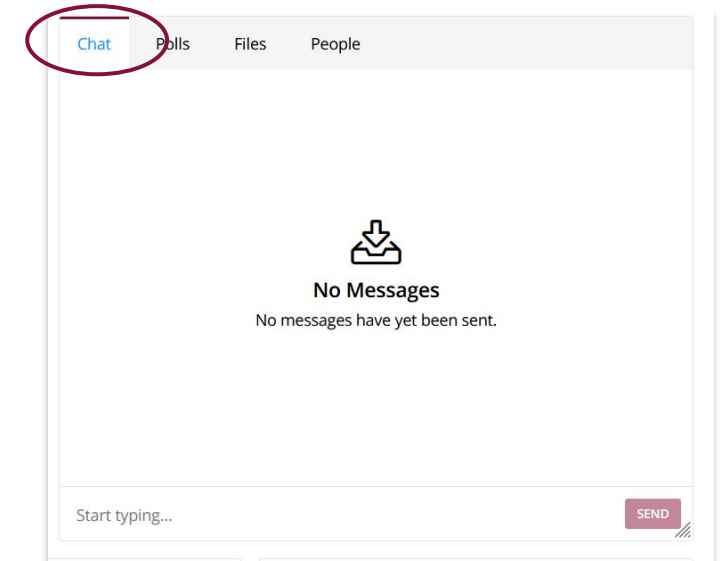 Chat Polls Files People
No Messages
No messages have yet been sent.
Start typing... SEND